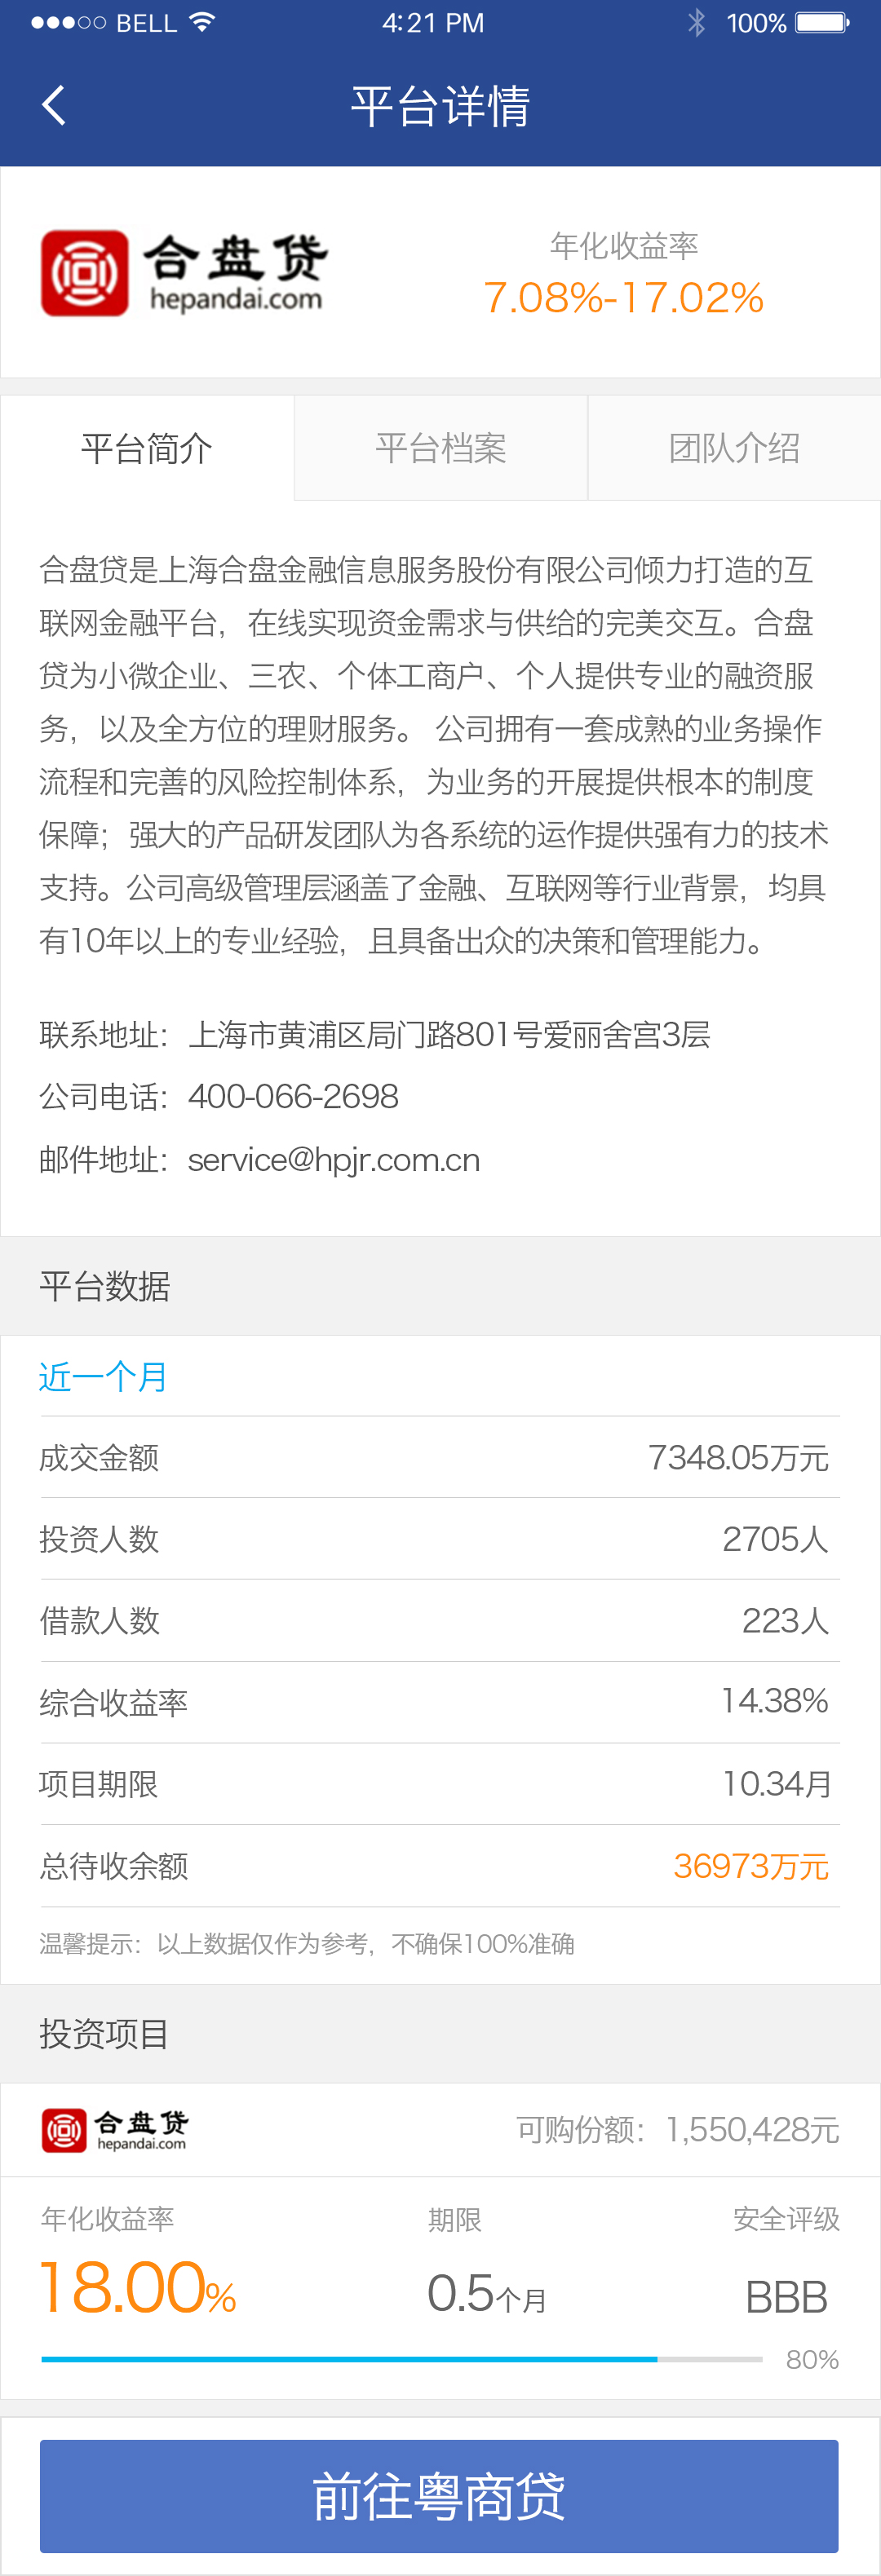 BELL 4:21 PM 100%
平台详情
合盘贷
hepandai.com
年化收益率
7.08%-17.02%
平台简介 平台档案 团队介绍
合盘贷是上海合盘金融信息服务股份有限公司倾力打造的互
联网金融平台，在线实现资金需求与供给的完美交互。合盘
贷为小微企业、三农、个体工商户、个人提供专业的融资服
务，以及全方位的理财服务。 公司拥有一套成熟的业务操作
流程和完善的风险控制体系，为业务的开展提供根本的制度
保障；强大的产品研发团队为各系统的运作提供强有力的技术
支持。公司高级管理层涵盖了金融、互联网等行业背景，均具
有10年以上的专业经验，且具备出众的决策和管理能力。
联系地址：上海市黄浦区局门路801号爱丽舍宫3层
公司电话：400-066-2698
邮件地址：service@hpjr.com.cn
平台数据
近一个月
成交金额 7348.05万元
投资人数 2705人
借款人数 223人
综合收益率 14.38%
项目期限 10.34月
总待收余额 36973万元
温馨提示：以上数据仅作为参考，不确保100%准确
投资项目
合盘贷
hepandai.com
可购份额：1,550,428元
年化收益率 期限 安全评级
18.00% 0.5个月 BBB
80%
前往粤商贷